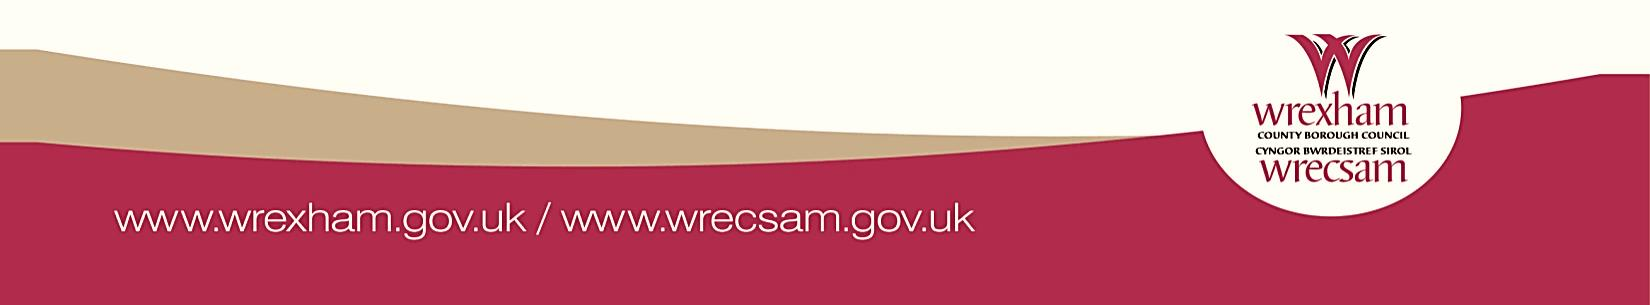 wrexham
COUNTY BOROUGH COUNCIL
CYNGOR BWRDEISTREF SIROL
wrecsam
www.wrexham.gov.uk / www.wrecsam.gov.uk